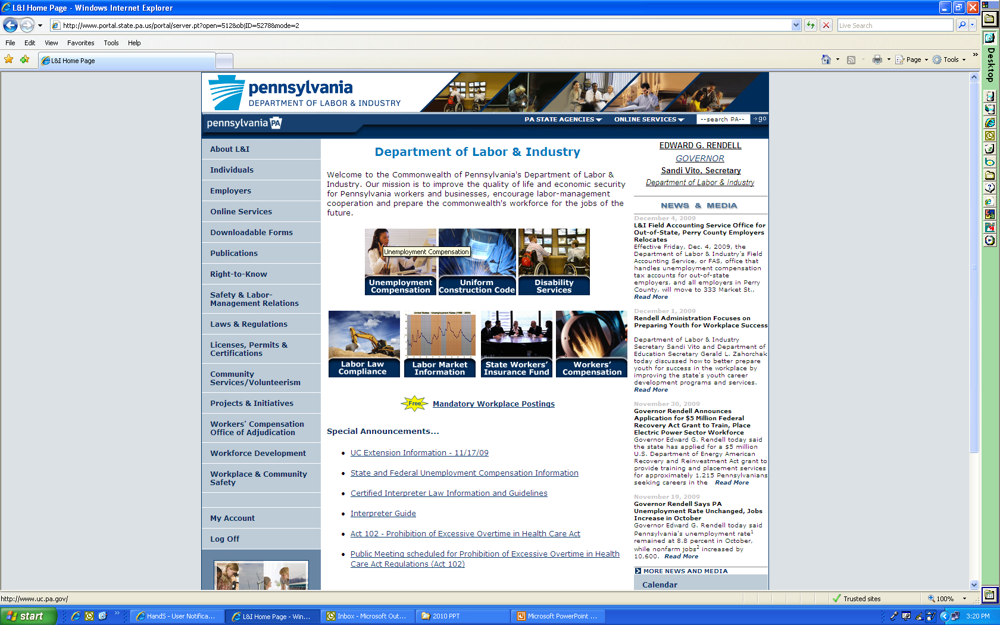 L&I Home Page - Windows Internet Explorer
http://www.portal.state.pa.us/portal/server.pt?open=512&objID=5278&mode=2
Live Search
File Edit View Favorites Tools Help
L&I Home Page
Page Tools
Desktop
pennsylvania
DEPARTMENT OF LABOR & INDUSTRY
pennsylvania PA
PA STATE AGENCIES ONLINE SERVICES --search PA-- go
About L&I
Individuals
Employers
Online Services
Downloadable Forms
Publications
Right-to-Know
Safety & Labor-
Management Relations
Laws & Regulations
Licenses, Permits &
Certifications
Community
Services/Volunteerism
Projects & Initiatives
Workers' Compensation
Office of Adjudication
Workforce Development
Workplace & Community
Safety
My Account
Log Off
Department of Labor & Industry
Welcome to the Commonwealth of Pennsylvania's Department of Labor &
Industry. Our mission is to improve the quality of life and economic security
for Pennsylvania workers and businesses, encourage labor-management
cooperation and prepare the commonwealth's workforce for the jobs of the
future.
Unemployment Compensation
Unemployment
Compensation
Uniform
Construction Code
Disability
Services
United States - Unemployment Rates (1990 - 2005)
Labor Law
Compliance
Labor Market
Information
State Workers'
Insurance Fund
Workers'
Compensation
Free Mandatory Workplace Postings
Special Announcements...
• UC Extension Information - 11/17/09
• State and Federal Unemployment Compensation Information
• Certified Interpreter Law Information and Guidelines
• Interpreter Guide
• Act 102 - Prohibition of Excessive Overtime in Health Care Act
• Public Meeting scheduled for Prohibition of Excessive Overtime in Health
Care Act Regulations (Act 102)
EDWARD G. RENDELL
GOVERNOR
Sandi Vito, Secretary
Department of Labor & Industry
NEWS & MEDIA
December 4, 2009
L&I Field Accounting Service Office for
Out-of-State, Perry County Employers
Relocates
Effective Friday, Dec. 4, 2009, the
Department of Labor & Industry's Field
Accounting Service, or FAS, office that
handles unemployment compensation
tax accounts for out-of-state
employers, and all employers in Perry
County, will move to 333 Market St.,
Read More
December 1, 2009
Rendell Administration Focuses on
Preparing Youth for Workplace Success
Department of Labor & Industry
Secretary Sandi Vito and Department of
Education Secretary Gerald L. Zahorchak
today discussed how to better prepare
youth for success in the workplace by
improving the state's youth career
development programs and services.
Read More
November 30, 2009
Governor Rendell Announces
Application for $5 Million Federal
Recovery Act Grant to Train, Place
Electric Power Sector Workforce
Governor Edward G. Rendell today said
the state has applied for a $5 million
U.S. Department of Energy American
Recovery and Reinvestment Act grant to
provide training and placement services
for approximately 1,215 Pennsylvanians
seeking careers in the Read More
November 19, 2009
Governor Rendell Says PA
Unemployment Rate Unchanged, Jobs
Increase in October
Governor Edward G. Rendell today said
Pennsylvania's unemployment rate1
remained at 8.8 percent in October,
while nonfarm jobs2 increased by
10,600. Read More
MORE NEWS AND MEDIA
Calendar
http://www.uc.pa.gov/
Trusted sites 100%
start HandS - User Notifica... L&I Home Page - Win... Inbox - Microsoft Out... 2010 PPT Microsoft PowerPoint ... 3:20 PM